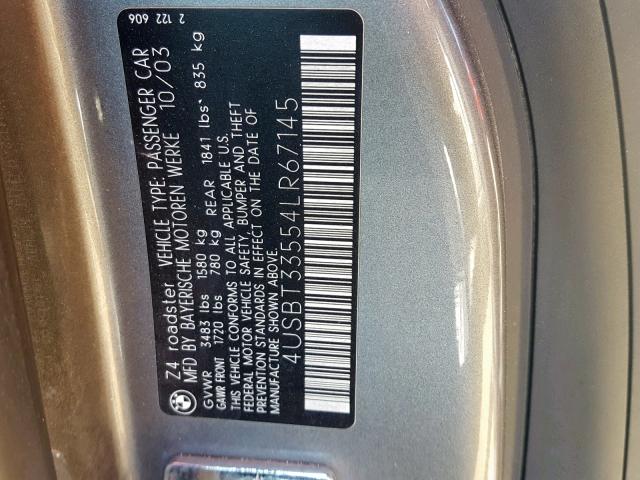 Z4 roadster VEHICLE TYPE: PASSENGER CAR
MFD BY BAYERISCHE MOTOREN WERKE 10/03
GVWR 3483 lbs 1580 kg
GAWR FRONT 1720 lbs 780 kg REAR 1841 lbs 835 kg
THIS VEHICLE CONFORMS TO ALL APPLICABLE U.S.
FEDERAL MOTOR VEHICLE SAFETY, BUMPER AND THEFT
PREVENTION STANDARDS IN EFFECT ON THE DATE OF
MANUFACTURE SHOWN ABOVE.
4USBT33554LR67145
2 122 606
BMW